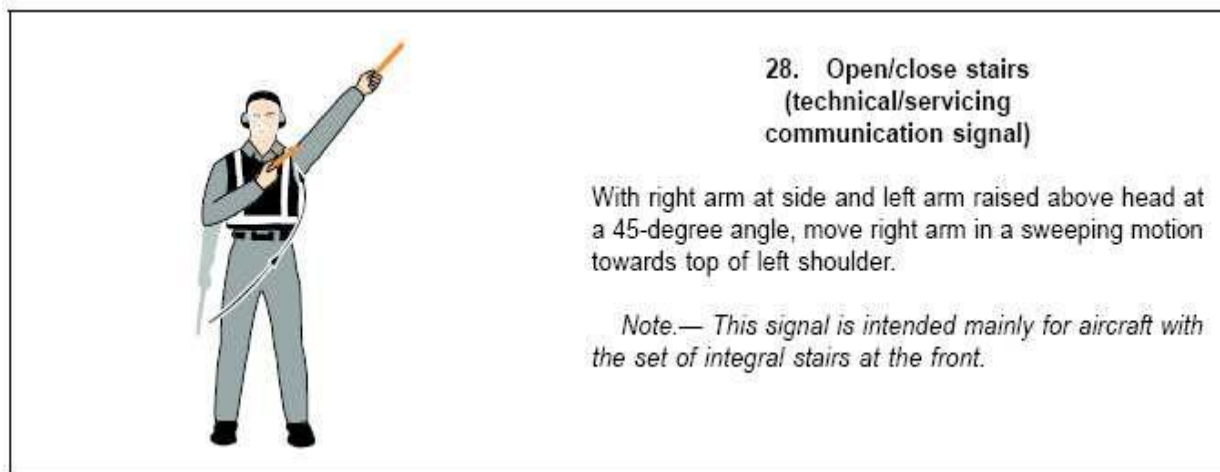 28. Open/close stairs
(technical/servicing
communication signal)
With right arm at side and left arm raised above head at
a 45-degree angle, move right arm in a sweeping motion
towards top of left shoulder.
Note.— This signal is intended mainly for aircraft with
the set of integral stairs at the front.